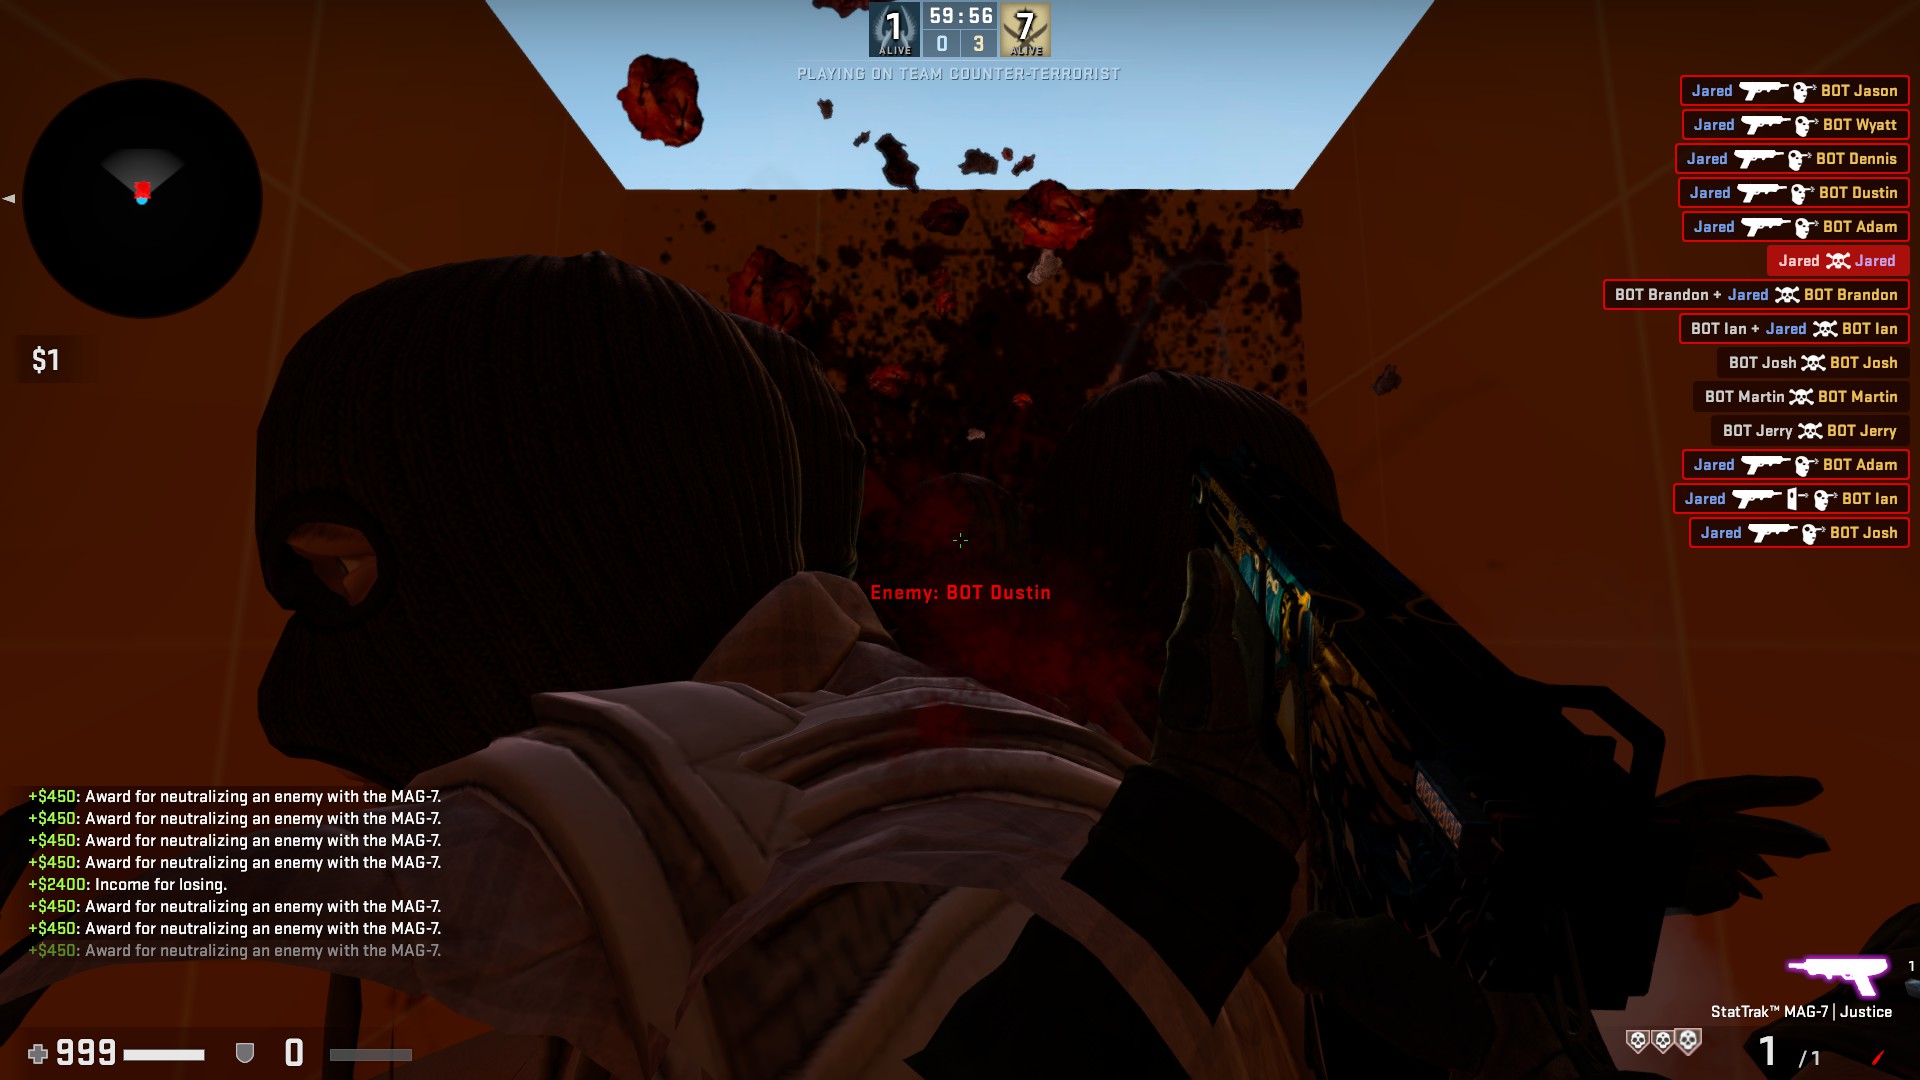 1
ALIVE
59:56
0 3
7
ALIVE
PLAYING ON TEAM COUNTER-TERRORIST
Jared BOT Jason
Jared BOT Wyatt
Jared BOT Dennis
Jared BOT Dustin
Jared BOT Adam
Jared Jared
BOT Brandon + Jared BOT Brandon
BOT Ian + Jared BOT Ian
BOT Josh BOT Josh
BOT Martin BOT Martin
BOT Jerry BOT Jerry
Jared BOT Adam
Jared BOT Ian
Jared BOT Josh
$1
Enemy: BOT Dustin
+$450: Award for neutralizing an enemy with the MAG-7.
+$450: Award for neutralizing an enemy with the MAG-7.
+$450: Award for neutralizing an enemy with the MAG-7.
+$450: Award for neutralizing an enemy with the MAG-7.
+$2400: Income for losing.
+$450: Award for neutralizing an enemy with the MAG-7.
+$450: Award for neutralizing an enemy with the MAG-7.
+$450: Award for neutralizing an enemy with the MAG-7.
1
StatTrak™ MAG-7 | Justice
999 0
1 /1